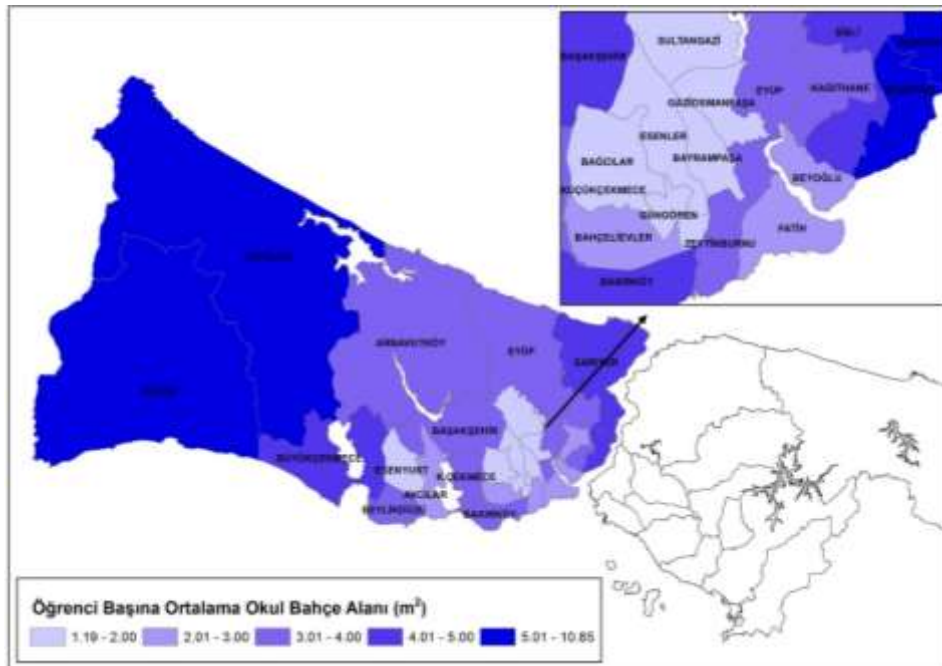 SULTANGAZİ
ŞİŞLİ
BAŞAKŞEHİR
EYÜP
KAĞITHANE
GAZİOSMANPAŞA
ESENLER
BAĞCILAR
BAYRAMPAŞA
KÜÇÜKÇEKMECE
BEYOĞLU
GÜNGÖREN
BAHÇELİEVLER
FATİH
ZEYTİNBURNU
BAKIRKÖY
ARNAVUTKÖY
EYÜP
SARIYER
BAŞAKŞEHİR
BÜYÜKÇEKMECE
ESENYURT
K.ÇEKMECE
AVCILAR
BEYLİKDÜZÜ
BAKIRKÖY
Öğrenci Başına Ortalama Okul Bahçe Alanı (m²)
1.19 - 2.00 2.01 - 3.00 3.01 - 4.00 4.01 - 5.00 5.01 - 10.85